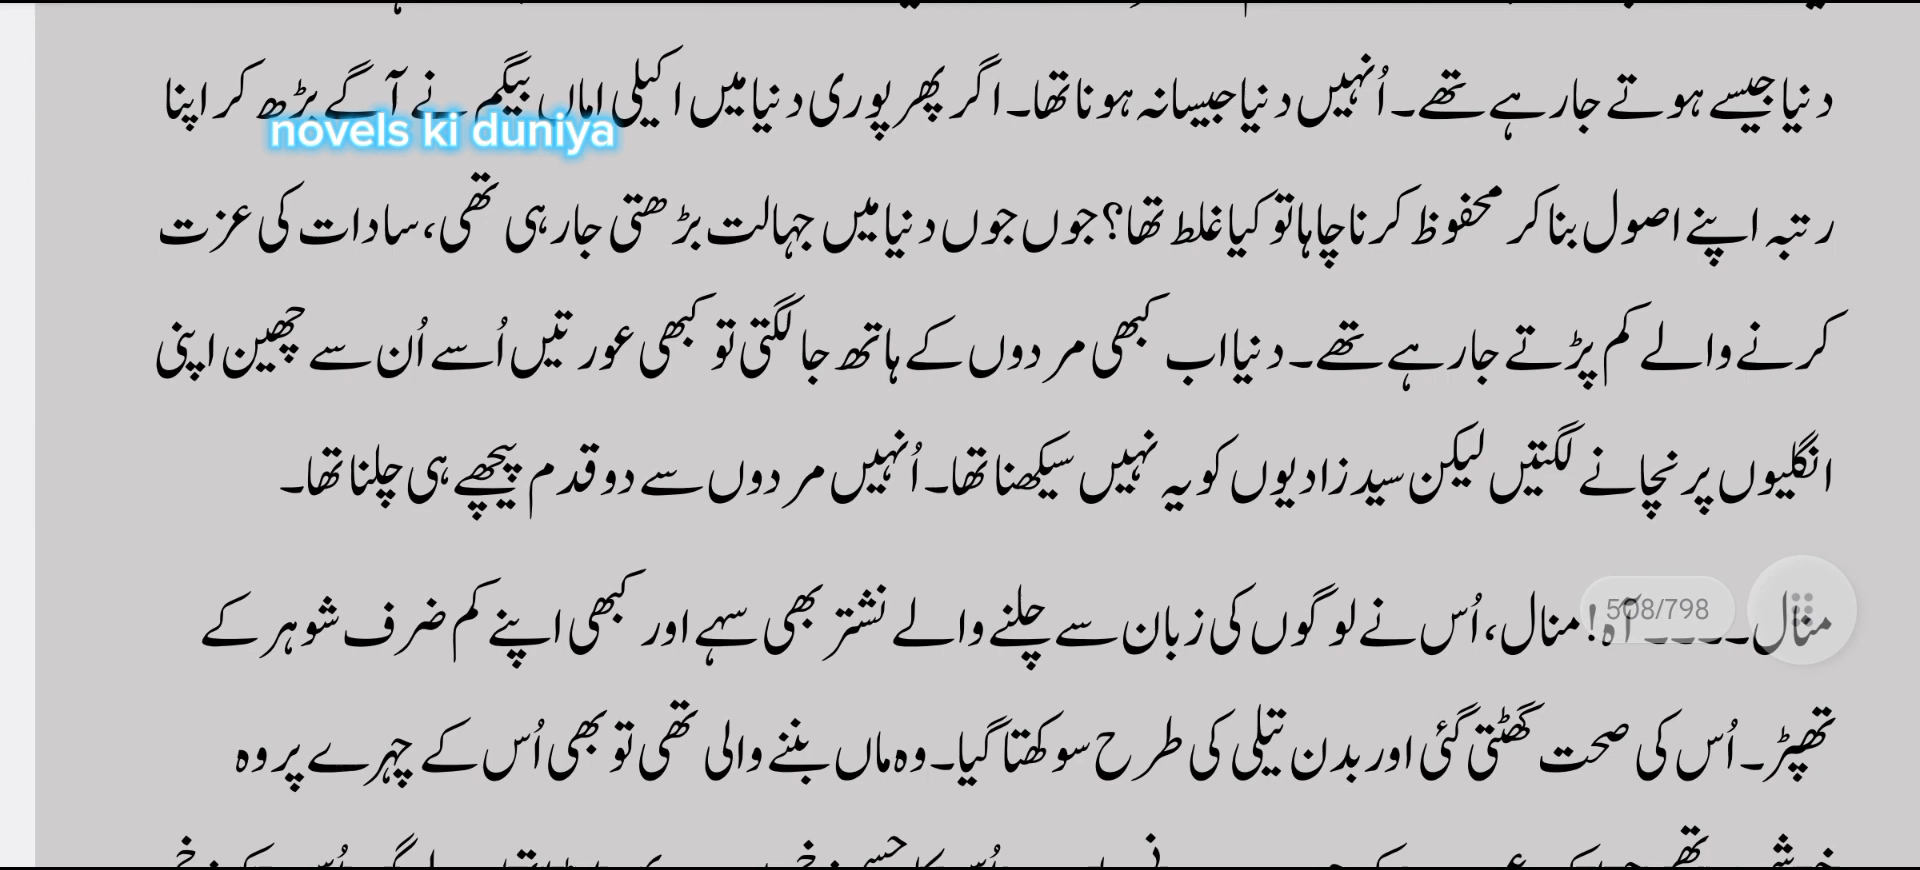 دنیا جیسے ہوتے جا رہے تھے۔ اُنہیں دنیا جیسا نہ ہونا تھا۔ اگر پھر پوری دنیا میں اکیلی اماں بیگم نے آگے بڑھ کر اپنا
novels ki duniya
رتبہ اپنے اصول بنا کر محفوظ کرنا چاہا تو کیا غلط تھا؟ جوں جوں دنیا میں جہالت بڑھتی جا رہی تھی، سادات کی عزت
کرنے والے کم پڑتے جا رہے تھے۔ دنیا اب کبھی مردوں کے ہاتھ جا لگتی تو کبھی عورتیں اُسے اُن سے چھین اپنی
انگلیوں پر نچانے لگتیں لیکن سید زادیوں کو یہ نہیں سیکھنا تھا۔ اُنہیں مردوں سے دو قدم پیچھے ہی چلنا تھا۔
منال۔۔۔۔ آہ! منال، اُس نے لوگوں کی زبان سے چلنے والے نشتر بھی سہے اور کبھی اپنے کم ضرف شوہر کے
508/798
تھپڑ۔ اُس کی صحت گھٹتی گئی اور بدن تیلی کی طرح سوکھتا گیا۔ وہ ماں بننے والی تھی تو بھی اُس کے چہرے پر وہ